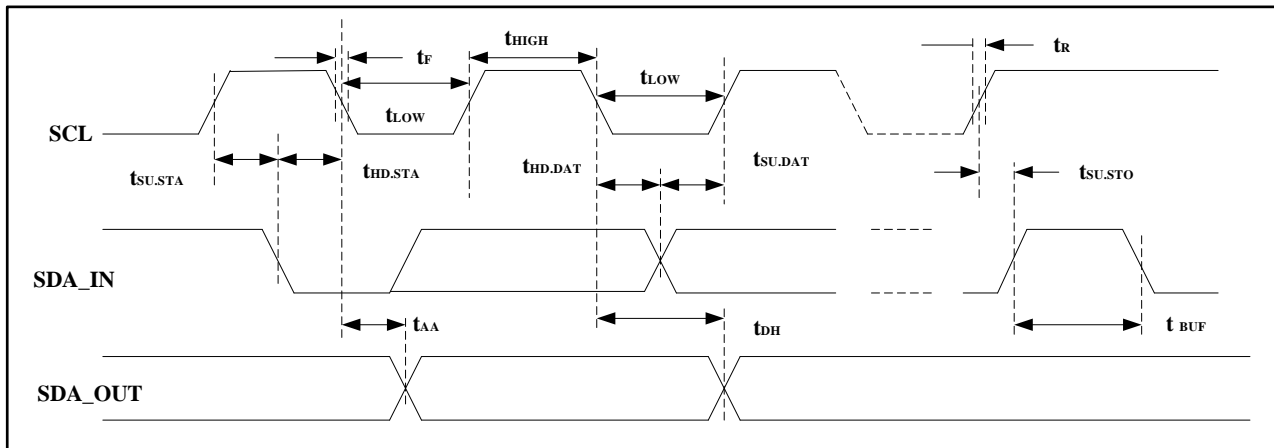 tF
tHIGH
tR
tLOW
tLOW
SCL
tSU.STA
tHD.STA
tHD.DAT
tSU.DAT
tSU.STO
SDA_IN
tAA
tDH
t BUF
SDA_OUT